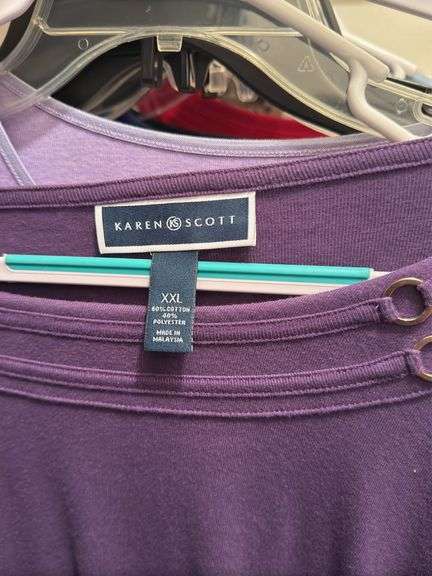 KAREN KS SCOTT
XXL
60% COTTON
40%
POLYESTER
MADE IN
MALAYSIA